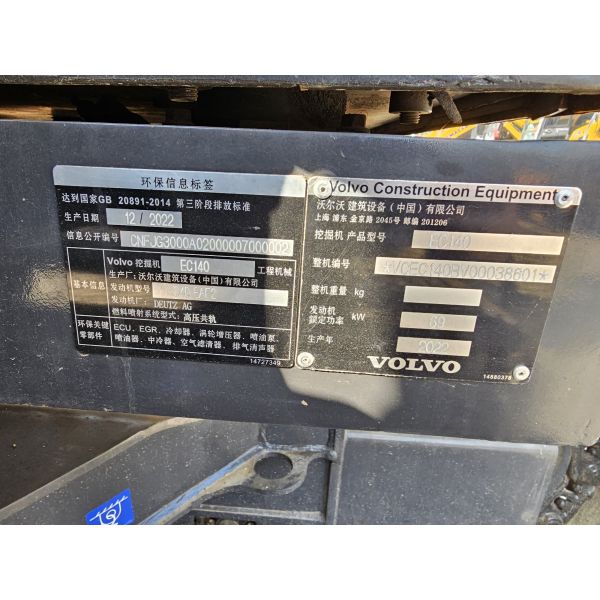 环保信息标签
达到国家GB 20891-2014 第三阶段排放标准
生产日期 12 / 2022
信息公开编号 CNFJG3000A02000007000002
基本信息
Volvo 挖掘机 EC140 工程机械
生产厂: 沃尔沃建筑设备(中国)有限公司
发动机型号
发动机厂: DEUTZ AG
燃料喷射系统型式: 高压共轨
环保关键零部件
ECU、EGR、冷却器、涡轮增压器、喷油泵、
喷油器、中冷器、空气滤清器、排气消声器
14727349
Volvo Construction Equipment
沃尔沃 建筑设备(中国)有限公司
上海 浦东 金京路 2045号 邮编 201206
挖掘机 产品型号 EC140
整机编号 *VCEC140BV00038601*
整机重量 kg
发动机
额定功率 kW 69
生产年 2022
VOLVO
14880378